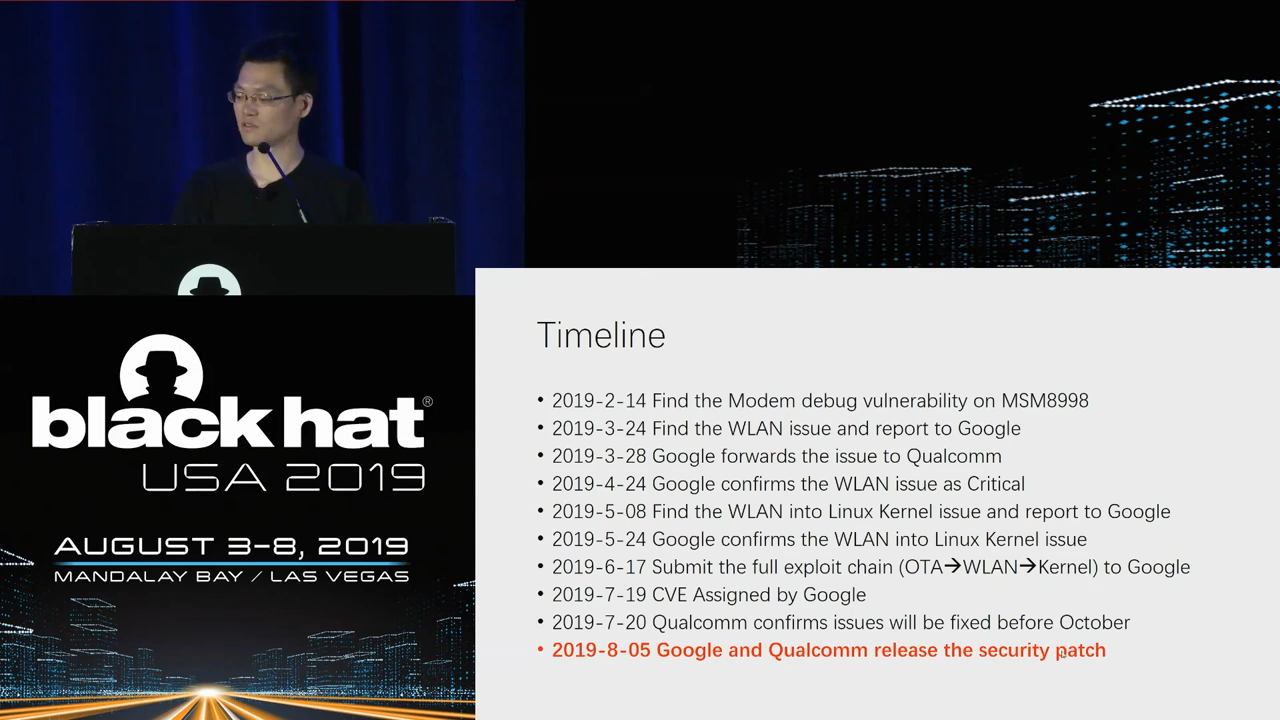 black hat®
USA 2019
AUGUST 3-8, 2019
MANDALAY BAY / LAS VEGAS
Timeline
• 2019-2-14 Find the Modem debug vulnerability on MSM8998
• 2019-3-24 Find the WLAN issue and report to Google
• 2019-3-28 Google forwards the issue to Qualcomm
• 2019-4-24 Google confirms the WLAN issue as Critical
• 2019-5-08 Find the WLAN into Linux Kernel issue and report to Google
• 2019-5-24 Google confirms the WLAN into Linux Kernel issue
• 2019-6-17 Submit the full exploit chain (OTA→WLAN→Kernel) to Google
• 2019-7-19 CVE Assigned by Google
• 2019-7-20 Qualcomm confirms issues will be fixed before October
• 2019-8-05 Google and Qualcomm release the security patch